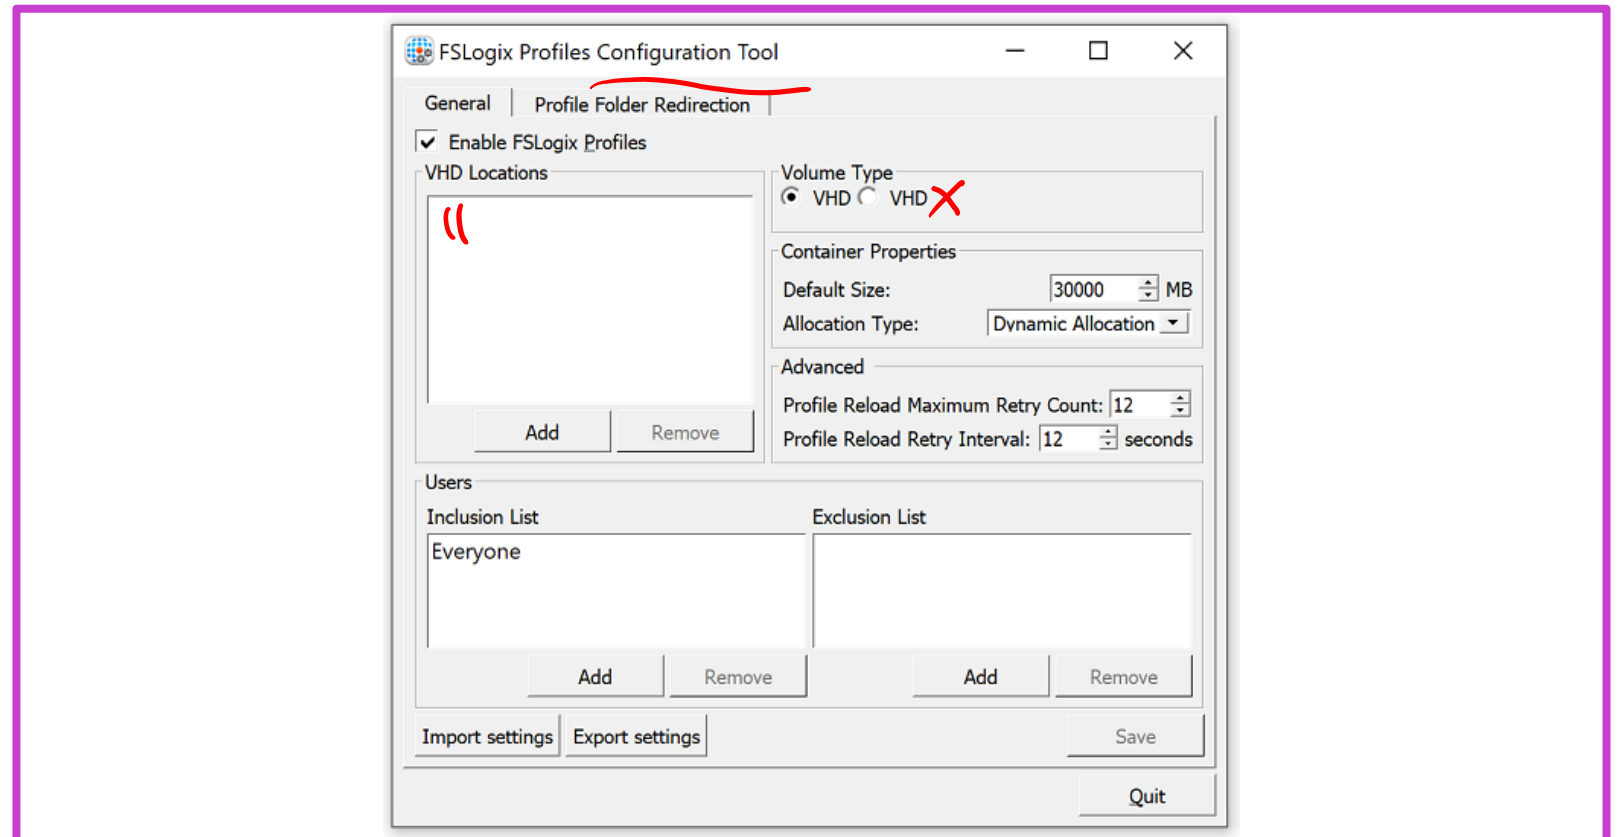 FSLogix Profiles Configuration Tool
General Profile Folder Redirection
Enable FSLogix Profiles
VHD Locations
\\
Add Remove
Volume Type
VHD VHDX
Container Properties
Default Size: 30000 MB
Allocation Type: Dynamic Allocation
Advanced
Profile Reload Maximum Retry Count: 12
Profile Reload Retry Interval: 12 seconds
Users
Inclusion List
Everyone
Add Remove
Exclusion List
Add Remove
Import settings Export settings Save
Quit